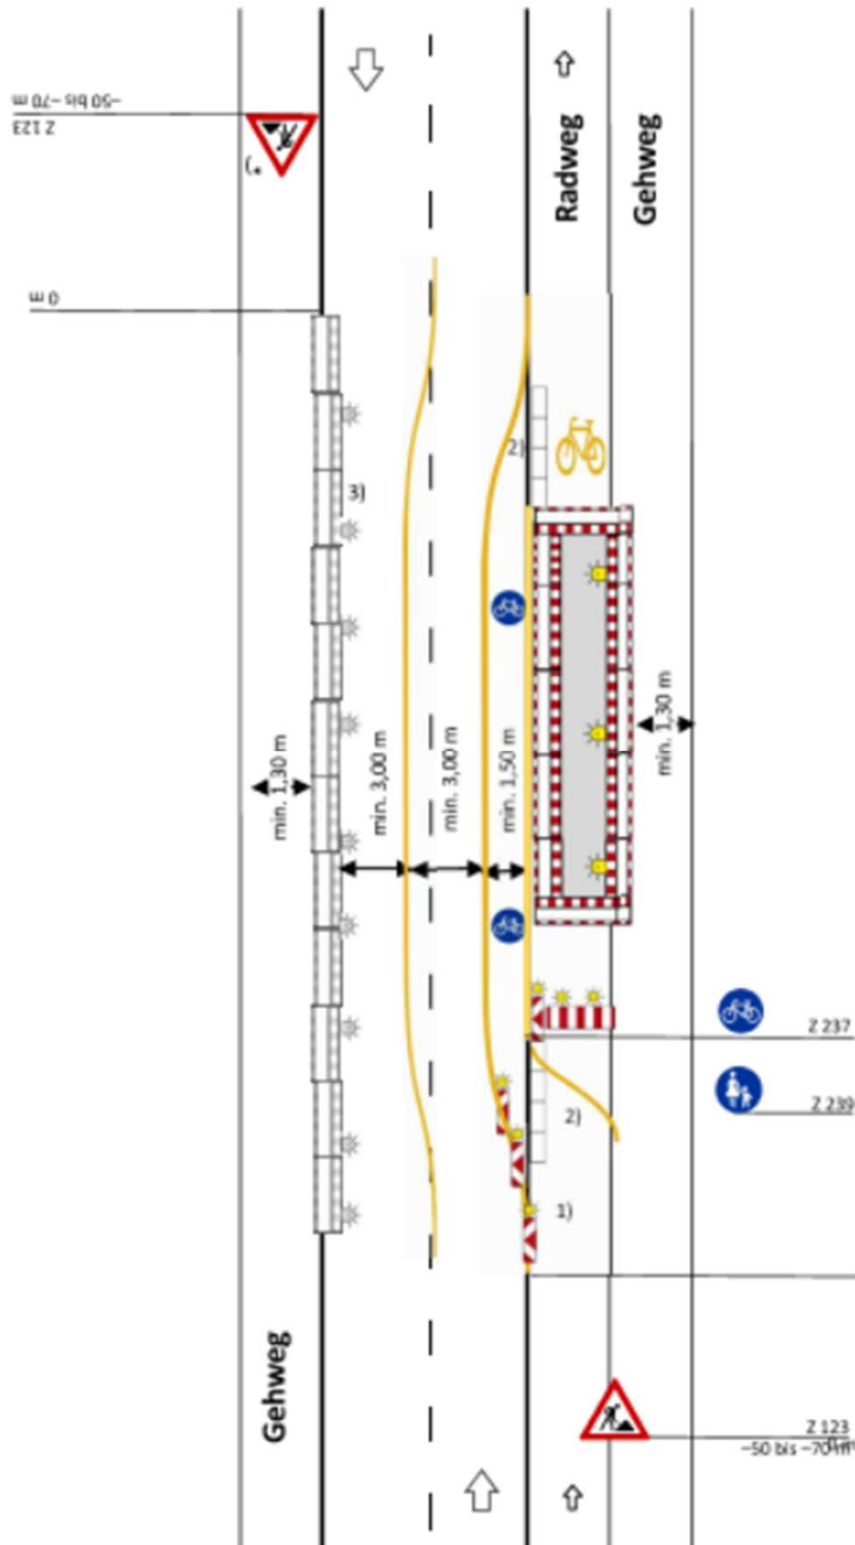 −50 bis −70 m
Z 123
*)
Radweg
Gehweg
0 m
2)
3)
min. 1,30 m
min. 3,00 m
min. 3,00 m
min. 1,50 m
min. 1,30 m
Z 237
Z 239
2)
1)
Gehweg
Z 123
−50 bis −70 m
0 m